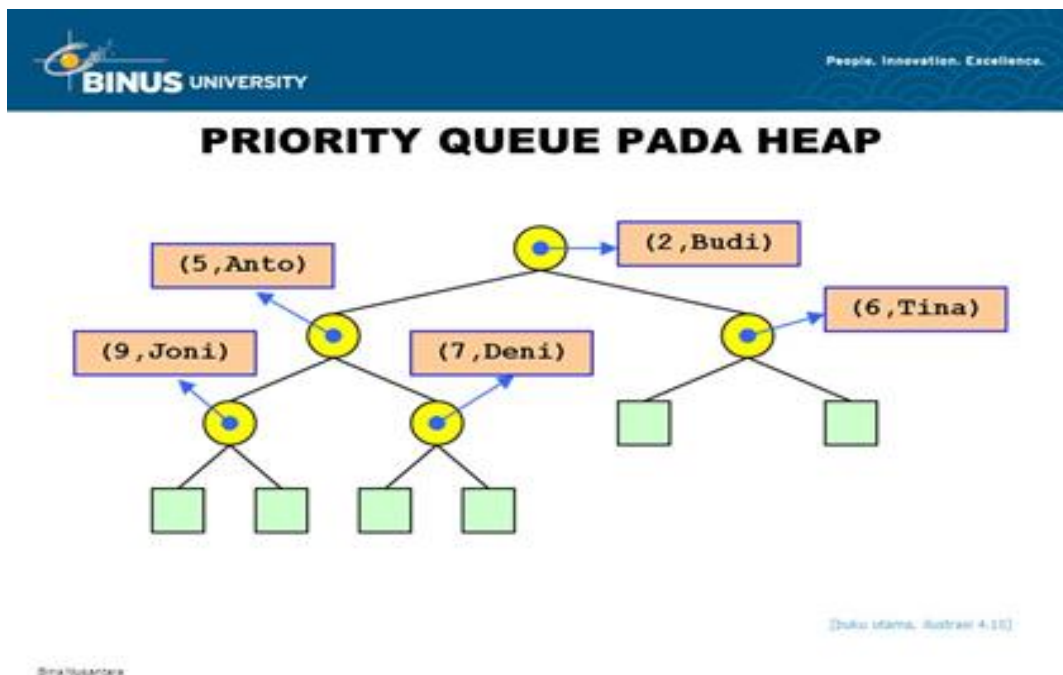 BINUS UNIVERSITY
People. Innovation. Excellence.
PRIORITY QUEUE PADA HEAP
(2,Budi)
(5,Anto)
(6,Tina)
(9,Joni)
(7,Deni)
[buku utama, ilustrasi 4.10]
Bina Nusantara